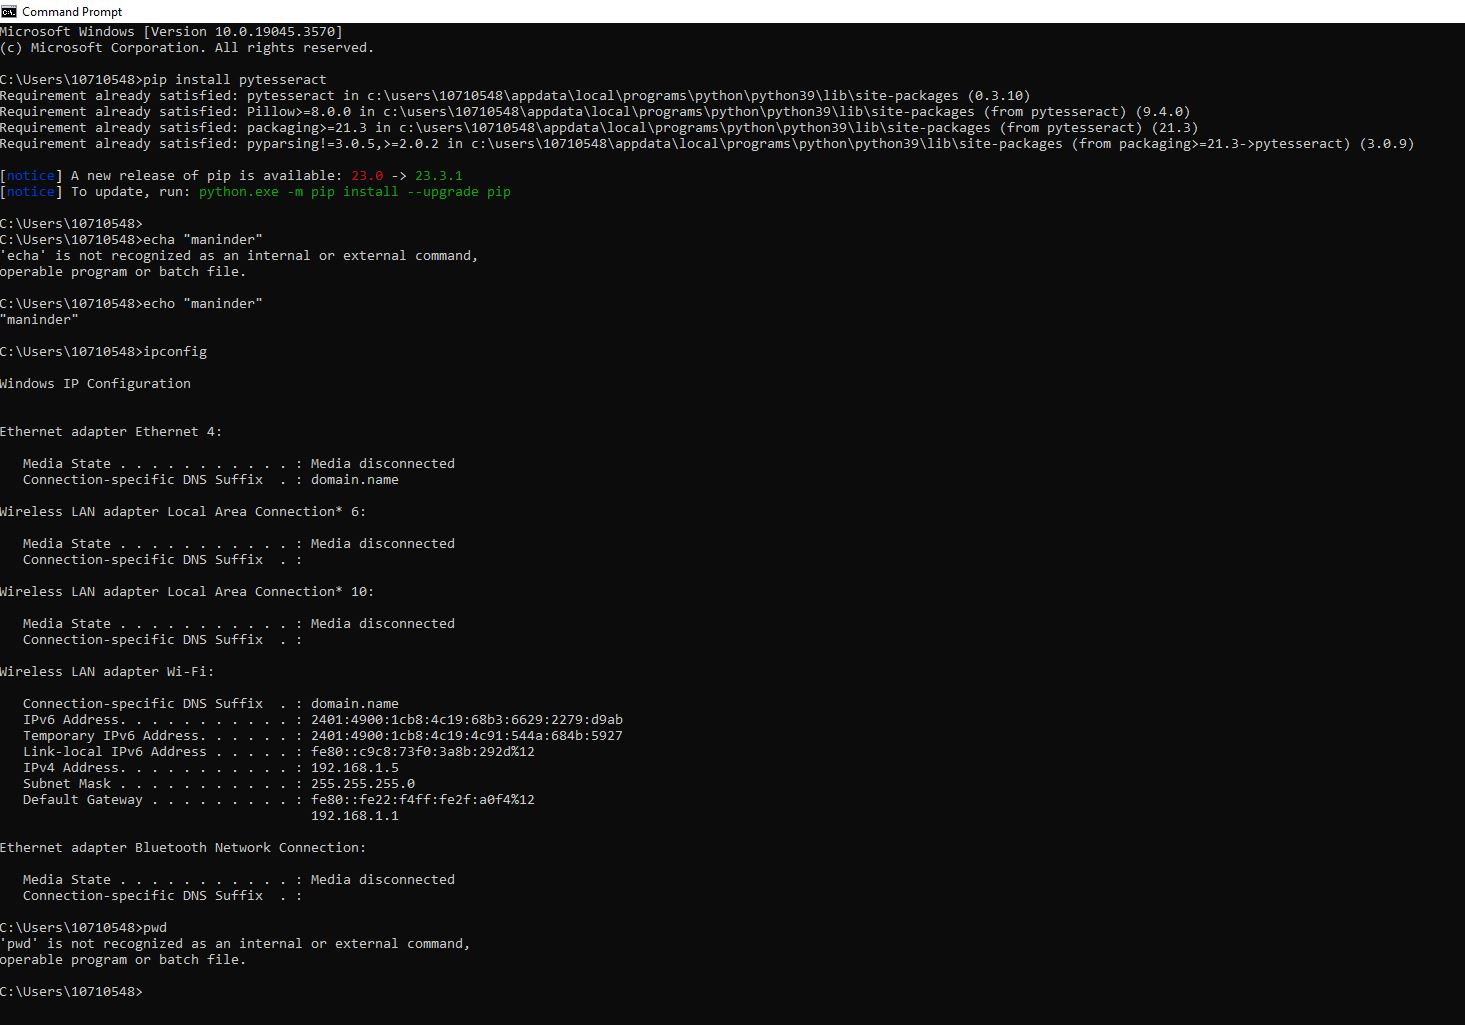 Command Prompt
Microsoft Windows [Version 10.0.19045.3570]
(c) Microsoft Corporation. All rights reserved.
C:\Users\10710548>pip install pytesseract
Requirement already satisfied: pytesseract in c:\users\10710548\appdata\local\programs\python\python39\lib\site-packages (0.3.10)
Requirement already satisfied: Pillow>=8.0.0 in c:\users\10710548\appdata\local\programs\python\python39\lib\site-packages (from pytesseract) (9.4.0)
Requirement already satisfied: packaging>=21.3 in c:\users\10710548\appdata\local\programs\python\python39\lib\site-packages (from pytesseract) (21.3)
Requirement already satisfied: pyparsing!=3.0.5,>=2.0.2 in c:\users\10710548\appdata\local\programs\python\python39\lib\site-packages (from packaging>=21.3->pytesseract) (3.0.9)
[notice] A new release of pip is available: 23.0 -> 23.3.1
[notice] To update, run: python.exe -m pip install --upgrade pip
C:\Users\10710548>
C:\Users\10710548>echa "maninder"
'echa' is not recognized as an internal or external command,
operable program or batch file.
C:\Users\10710548>echo "maninder"
"maninder"
C:\Users\10710548>ipconfig
Windows IP Configuration
Ethernet adapter Ethernet 4:
   Media State . . . . . . . . . . . : Media disconnected
   Connection-specific DNS Suffix  . : domain.name
Wireless LAN adapter Local Area Connection* 6:
   Media State . . . . . . . . . . . : Media disconnected
   Connection-specific DNS Suffix  . :
Wireless LAN adapter Local Area Connection* 10:
   Media State . . . . . . . . . . . : Media disconnected
   Connection-specific DNS Suffix  . :
Wireless LAN adapter Wi-Fi:
   Connection-specific DNS Suffix  . : domain.name
   IPv6 Address. . . . . . . . . . . : 2401:4900:1cb8:4c19:68b3:6629:2279:d9ab
   Temporary IPv6 Address. . . . . . : 2401:4900:1cb8:4c19:4c91:544a:684b:5927
   Link-local IPv6 Address . . . . . : fe80::c9c8:73f0:3a8b:292d%12
   IPv4 Address. . . . . . . . . . . : 192.168.1.5
   Subnet Mask . . . . . . . . . . . : 255.255.255.0
   Default Gateway . . . . . . . . . : fe80::fe22:f4ff:fe2f:a0f4%12
                                       192.168.1.1
Ethernet adapter Bluetooth Network Connection:
   Media State . . . . . . . . . . . : Media disconnected
   Connection-specific DNS Suffix  . :
C:\Users\10710548>pwd
'pwd' is not recognized as an internal or external command,
operable program or batch file.
C:\Users\10710548>